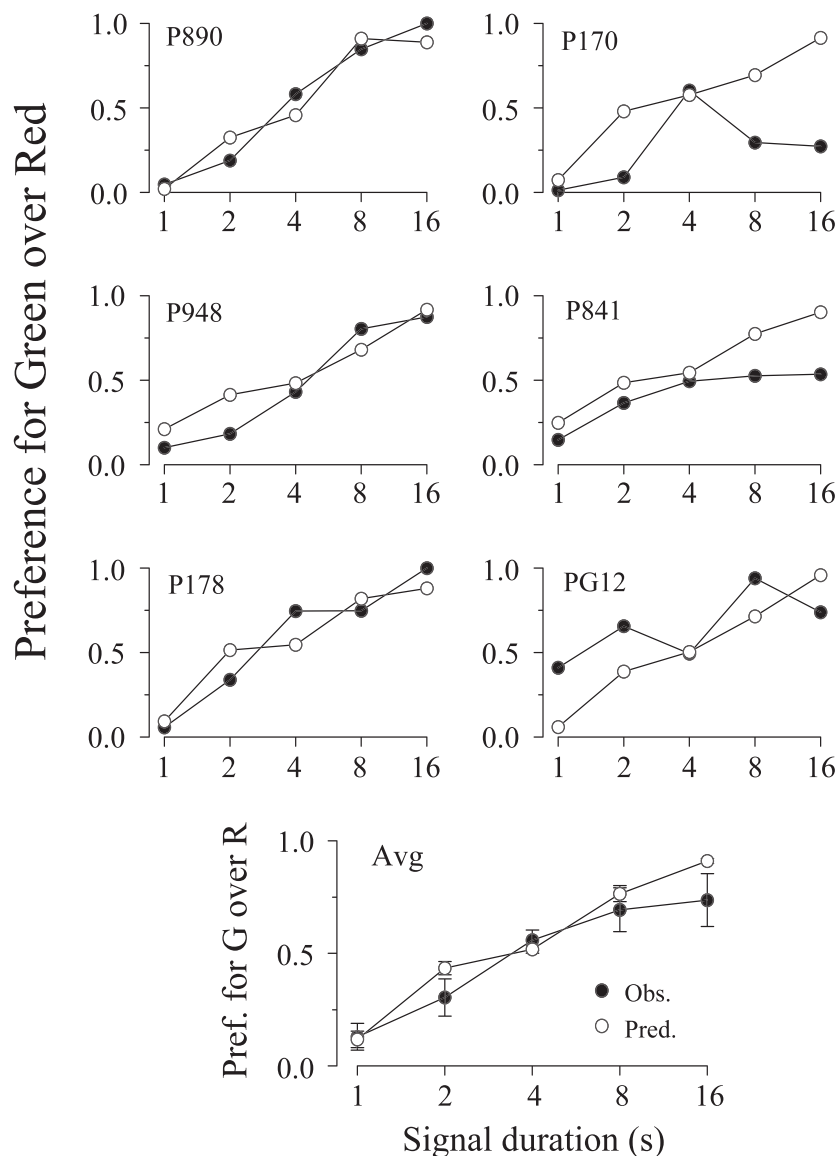 Preference for Green over Red
P890
1.0
0.5
0.0
1 2 4 8 16
P170
1.0
0.5
0.0
1 2 4 8 16
P948
1.0
0.5
0.0
1 2 4 8 16
P841
1.0
0.5
0.0
1 2 4 8 16
P178
1.0
0.5
0.0
1 2 4 8 16
PG12
1.0
0.5
0.0
1 2 4 8 16
Pref. for G over R
Avg
1.0
0.5
0.0
Obs.
Pred.
1 2 4 8 16
Signal duration (s)